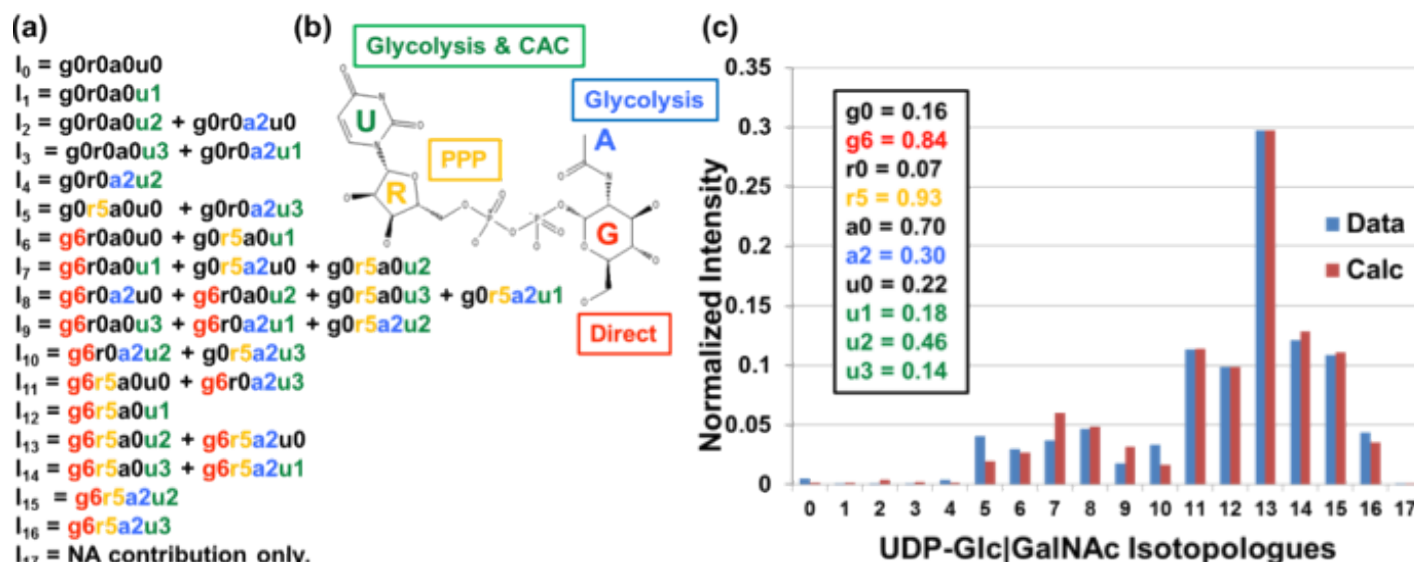 (a)
I0 = g0r0a0u0
I1 = g0r0a0u1
I2 = g0r0a0u2 + g0r0a2u0
I3 = g0r0a0u3 + g0r0a2u1
I4 = g0r0a2u2
I5 = g0r5a0u0 + g0r0a2u3
I6 = g6r0a0u0 + g0r5a0u1
I7 = g6r0a0u1 + g0r5a2u0 + g0r5a0u2
I8 = g6r0a2u0 + g6r0a0u2 + g0r5a0u3 + g0r5a2u1
I9 = g6r0a0u3 + g6r0a2u1 + g0r5a2u2
I10 = g6r0a2u2 + g0r5a2u3
I11 = g6r5a0u0 + g6r0a2u3
I12 = g6r5a0u1
I13 = g6r5a0u2 + g6r5a2u0
I14 = g6r5a0u3 + g6r5a2u1
I15 = g6r5a2u2
I16 = g6r5a2u3
I17 = NA contribution only.
(b)
Glycolysis & CAC
Glycolysis
U
A
PPP
R
P
P
G
Direct
(c)
Normalized Intensity
0.35
0.3
0.25
0.2
0.15
0.1
0.05
0
g0 = 0.16
g6 = 0.84
r0 = 0.07
r5 = 0.93
a0 = 0.70
a2 = 0.30
u0 = 0.22
u1 = 0.18
u2 = 0.46
u3 = 0.14
Data
Calc
0 1 2 3 4 5 6 7 8 9 10 11 12 13 14 15 16 17
UDP-Glc|GalNAc Isotopologues